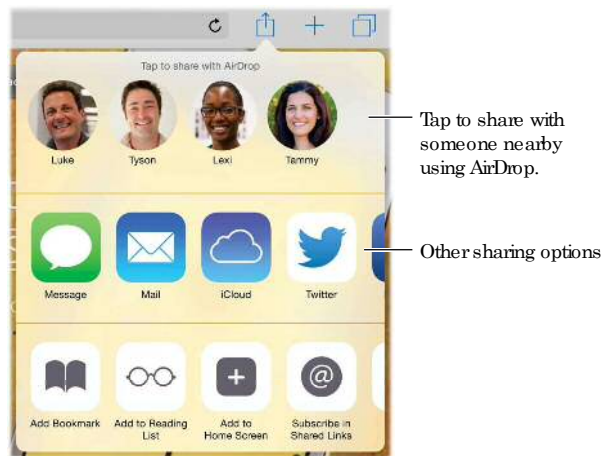 Tap to share with AirDrop
Luke
Tyson
Lexi
Tammy
Tap to share with
someone nearby
using AirDrop.
Message
Mail
iCloud
Twitter
Other sharing options
@
Add Bookmark
Add to Reading
List
Add to
Home Screen
Subscribe in
Shared Links